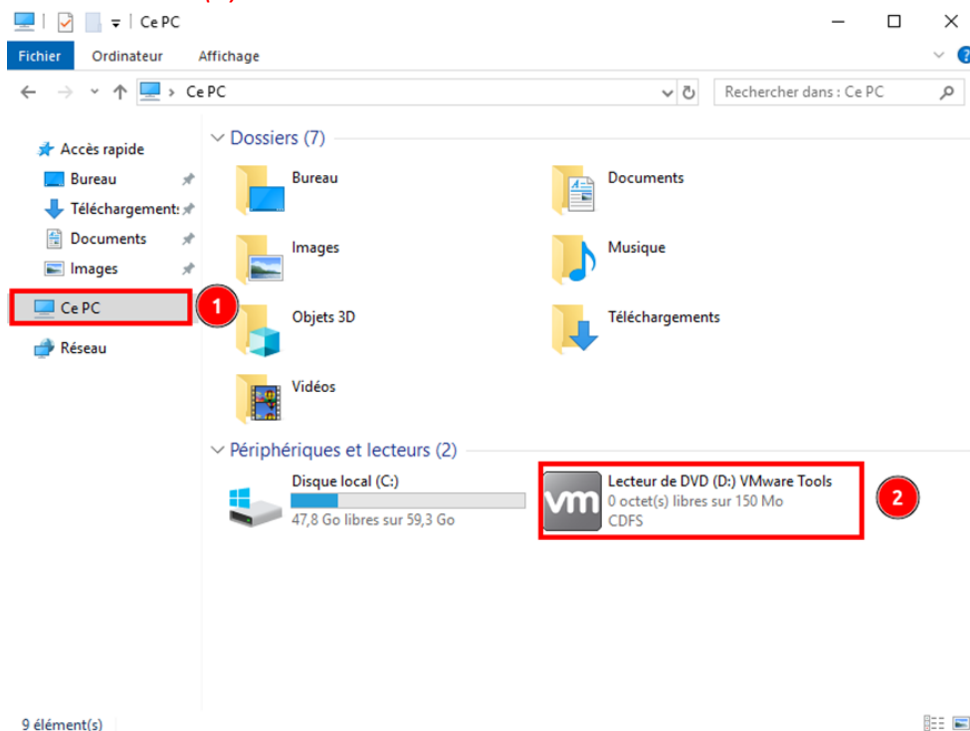 Ce PC
Fichier Ordinateur Affichage
Ce PC
Rechercher dans : Ce PC
Accès rapide
Bureau
Téléchargement:
Documents
Images
Ce PC
1
Réseau
Dossiers (7)
Bureau
Documents
Images
Musique
Objets 3D
Téléchargements
Vidéos
Périphériques et lecteurs (2)
Disque local (C:)
47,8 Go libres sur 59,3 Go
vm
Lecteur de DVD (D:) VMware Tools
0 octet(s) libres sur 150 Mo
CDFS
2
9 élément(s)